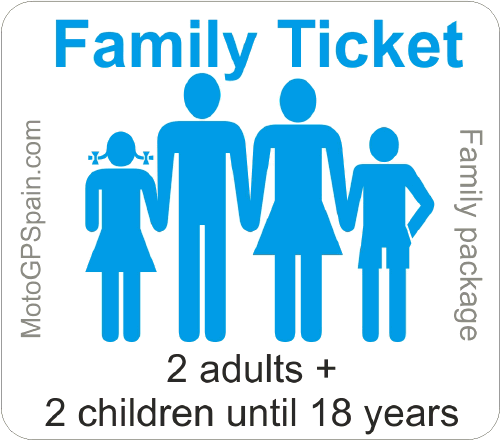 Family Ticket
MotoGPSpain.com
Family package
2 adults +
2 children until 18 years